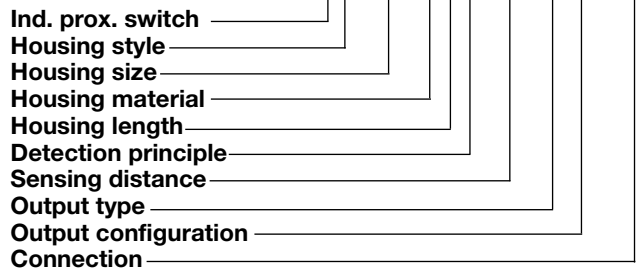 Ind. prox. switch
Housing style
Housing size
Housing material
Housing length
Detection principle
Sensing distance
Output type
Output configuration
Connection